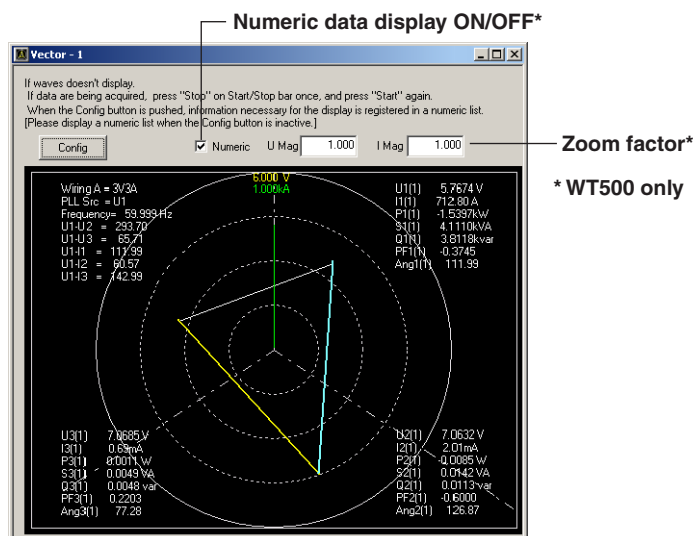 Numeric data display ON/OFF*
Vector - 1
If waves doesn't display.
If data are being acquired, press "Stop" on Start/Stop bar once, and press "Start" again.
When the Config button is pushed, information necessary for the display is registered in a numeric list.
[Please display a numeric list when the Config button is inactive.]
Config
Numeric U Mag 1.000 I Mag 1.000
Zoom factor*
* WT500 only
6.000 V
1.000kA
Wiring A = 3V3A
PLL Src = U1
Frequency= 59.999 Hz
U1-U2 = 293.70
U1-U3 = 65.71
U1-I1 = 111.99
U1-I2 = 60.57
U1-I3 = 142.99
U1(1) 5.7674 V
I1(1) 712.80 A
P1(1) -1.5397kW
S1(1) 4.1110kVA
Q1(1) 3.8118kvar
PF1(1) -0.3745
Ang1(1) 111.99
U3(1) 7.0685 V
I3(1) 0.69mA
P3(1) 0.0011 W
S3(1) 0.0049 VA
Q3(1) 0.0048 var
PF3(1) 0.2203
Ang3(1) 77.28
U2(1) 7.0632 V
I2(1) 2.01mA
P2(1) -0.0085 W
S2(1) 0.0142 VA
Q2(1) 0.0113 var
PF2(1) -0.6000
Ang2(1) 126.87